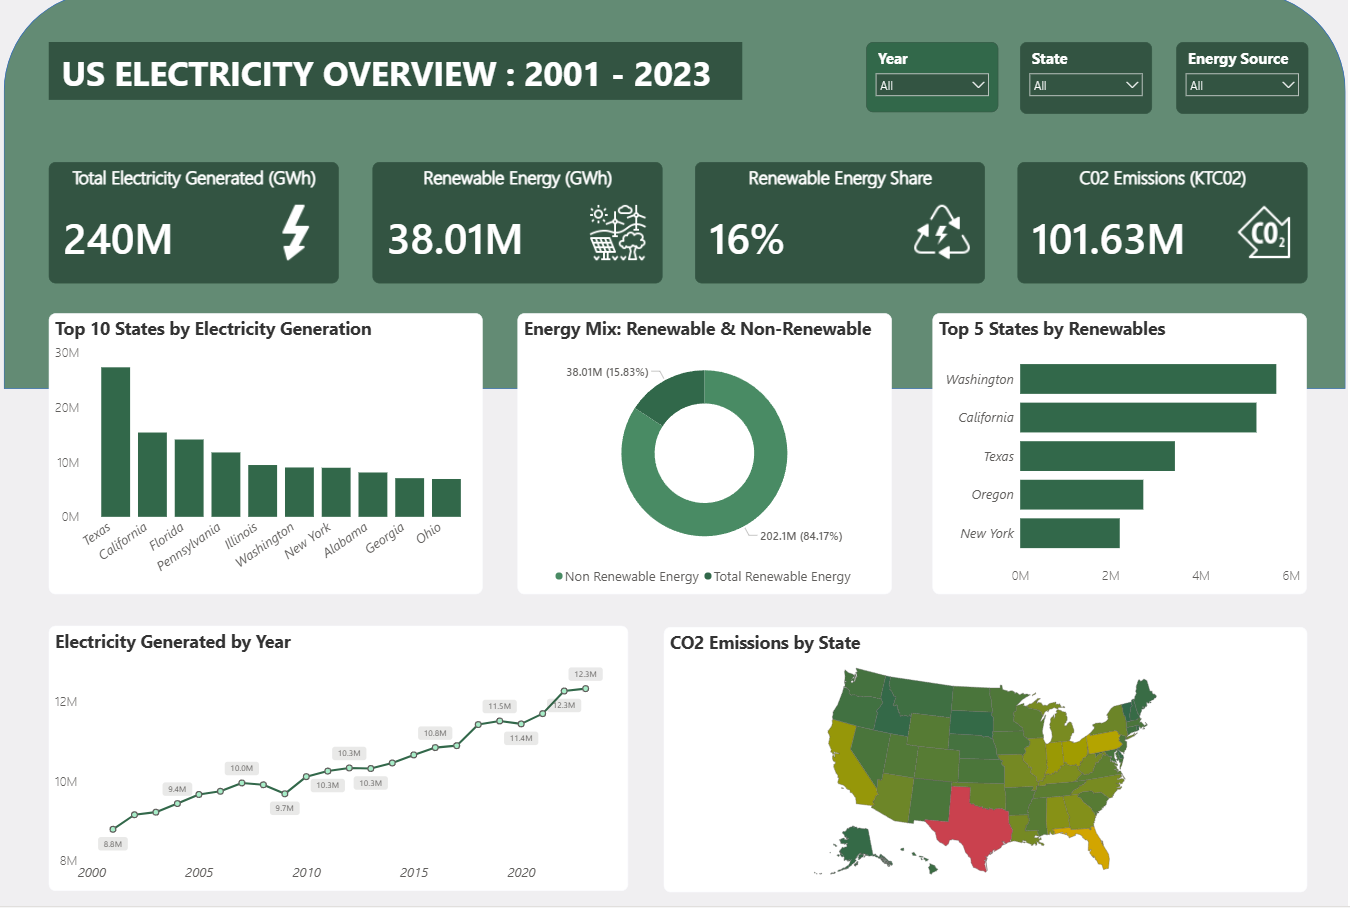 US ELECTRICITY OVERVIEW : 2001 - 2023
Year
All
State
All
Energy Source
All
Total Electricity Generated (GWh)
240M
Renewable Energy (GWh)
38.01M
Renewable Energy Share
16%
C02 Emissions (KTC02)
101.63M
CO2
Top 10 States by Electricity Generation
30M
20M
10M
0M
Texas
California
Florida
Pennsylvania
Illinois
Washington
New York
Alabama
Georgia
Ohio
Energy Mix: Renewable & Non-Renewable
38.01M (15.83%)
202.1M (84.17%)
Non Renewable Energy
Total Renewable Energy
Top 5 States by Renewables
Washington
California
Texas
Oregon
New York
0M
2M
4M
6M
Electricity Generated by Year
12M
10M
8M
8.8M
9.4M
10.0M
9.7M
10.3M
10.3M
10.3M
10.8M
11.5M
11.4M
12.3M
12.3M
2000
2005
2010
2015
2020
CO2 Emissions by State